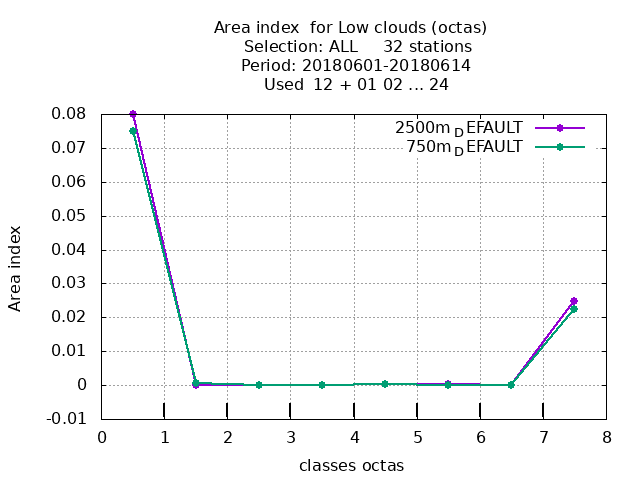 Area index  for Low clouds (octas)
Selection: ALL     32 stations
Period: 20180601-20180614
Used  12 + 01 02 ... 24
2500m_DEFAULT
750m_DEFAULT
0.08
0.07
0.06
0.05
0.04
0.03
0.02
0.01
0
-0.01
Area index
0 1 2 3 4 5 6 7 8
classes octas